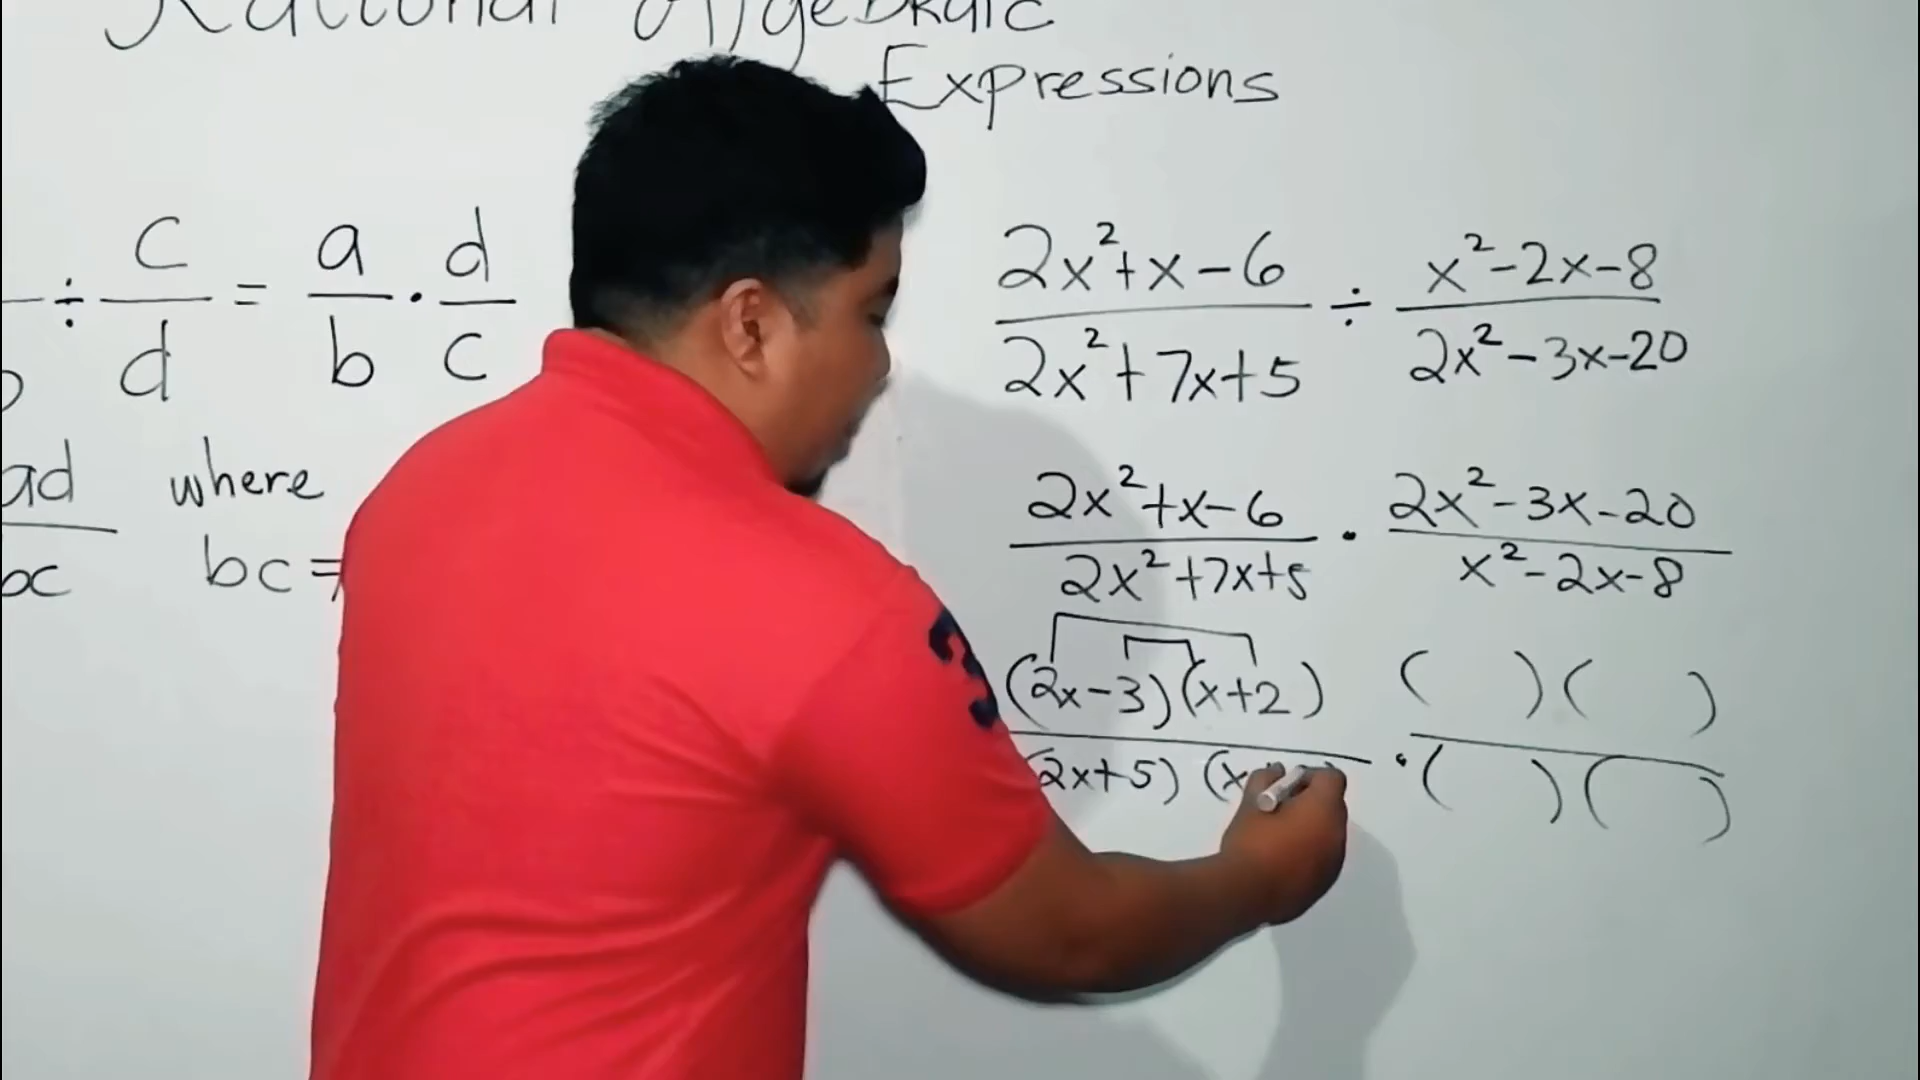 Rational Algebraic
Expressions
÷ c/d = a/b · d/c
ad/bc where
bc=
(2x²+x-6)/(2x²+7x+5) ÷ (x²-2x-8)/(2x²-3x-20)
(2x²+x-6)/(2x²+7x+5) · (2x²-3x-20)/(x²-2x-8)
(2x-3)(x+2) ( )( )
(2x+5) (x · ( )( )
3